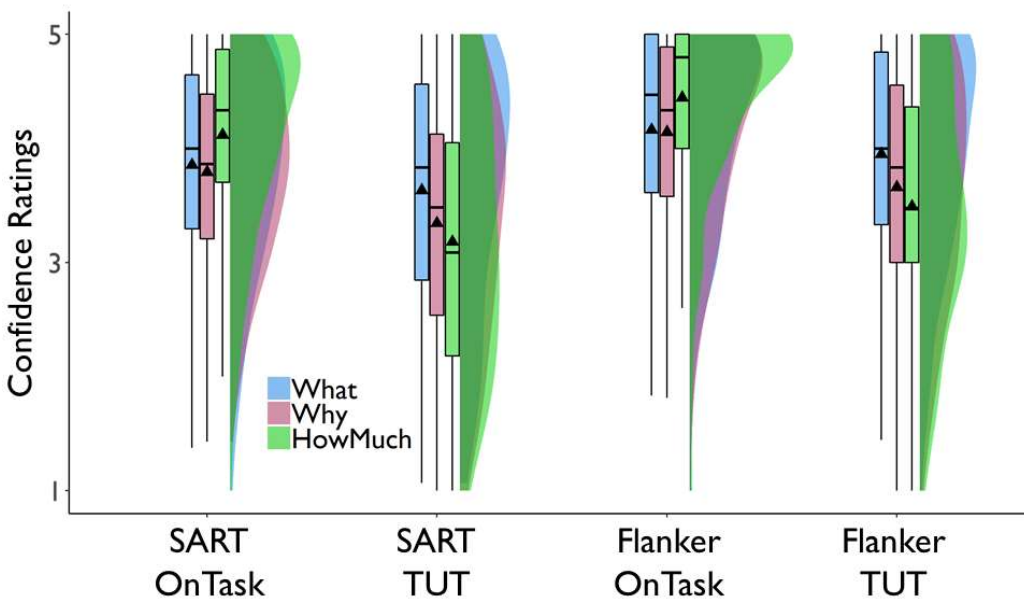 Confidence Ratings
5
3
1
What
Why
HowMuch
SART
OnTask
SART
TUT
Flanker
OnTask
Flanker
TUT